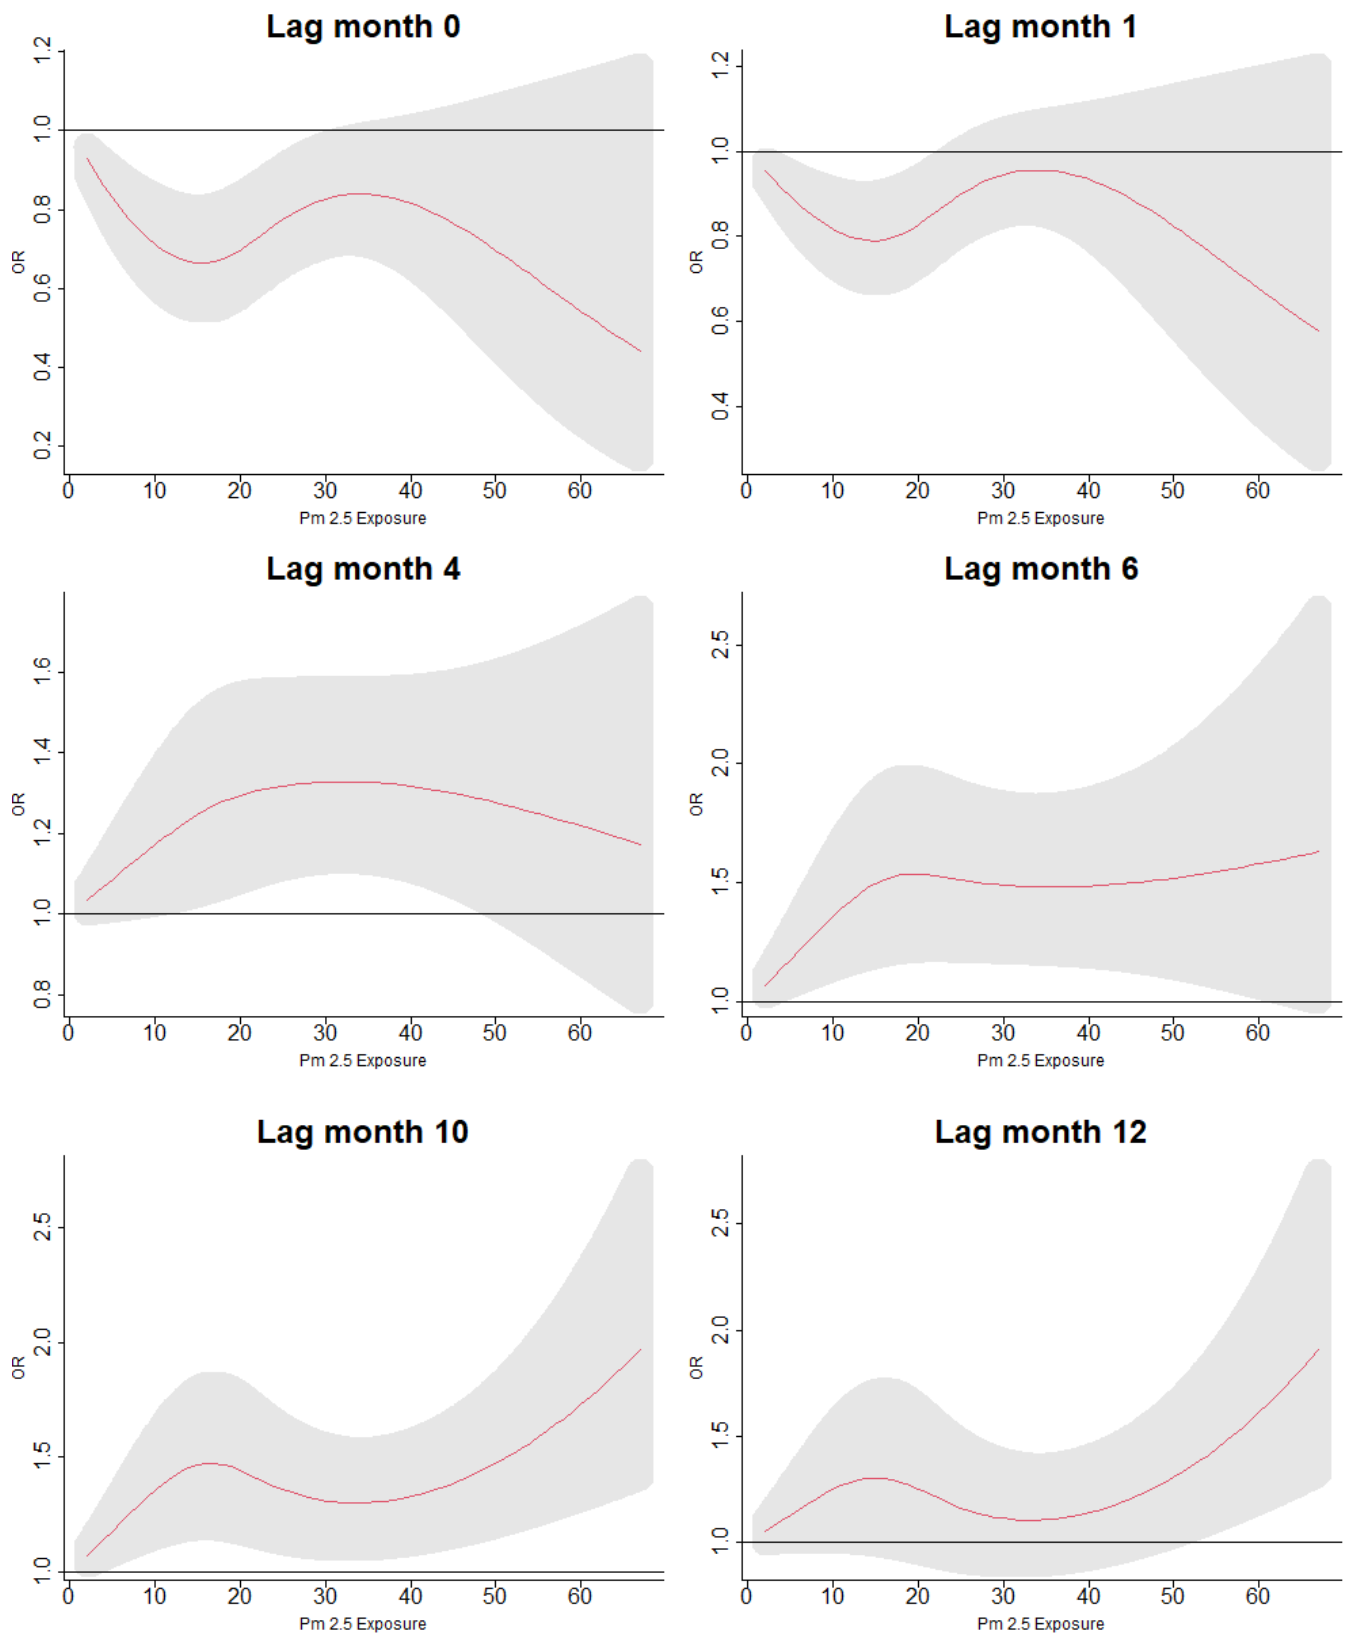 Lag month 0
OR
1.2
1.0
0.8
0.6
0.4
0.2
0 10 20 30 40 50 60
Pm 2.5 Exposure
Lag month 1
OR
1.2
1.0
0.8
0.6
0.4
0 10 20 30 40 50 60
Pm 2.5 Exposure
Lag month 4
OR
1.6
1.4
1.2
1.0
0.8
0 10 20 30 40 50 60
Pm 2.5 Exposure
Lag month 6
OR
2.5
2.0
1.5
1.0
0 10 20 30 40 50 60
Pm 2.5 Exposure
Lag month 10
OR
2.5
2.0
1.5
1.0
0 10 20 30 40 50 60
Pm 2.5 Exposure
Lag month 12
OR
2.5
2.0
1.5
1.0
0 10 20 30 40 50 60
Pm 2.5 Exposure